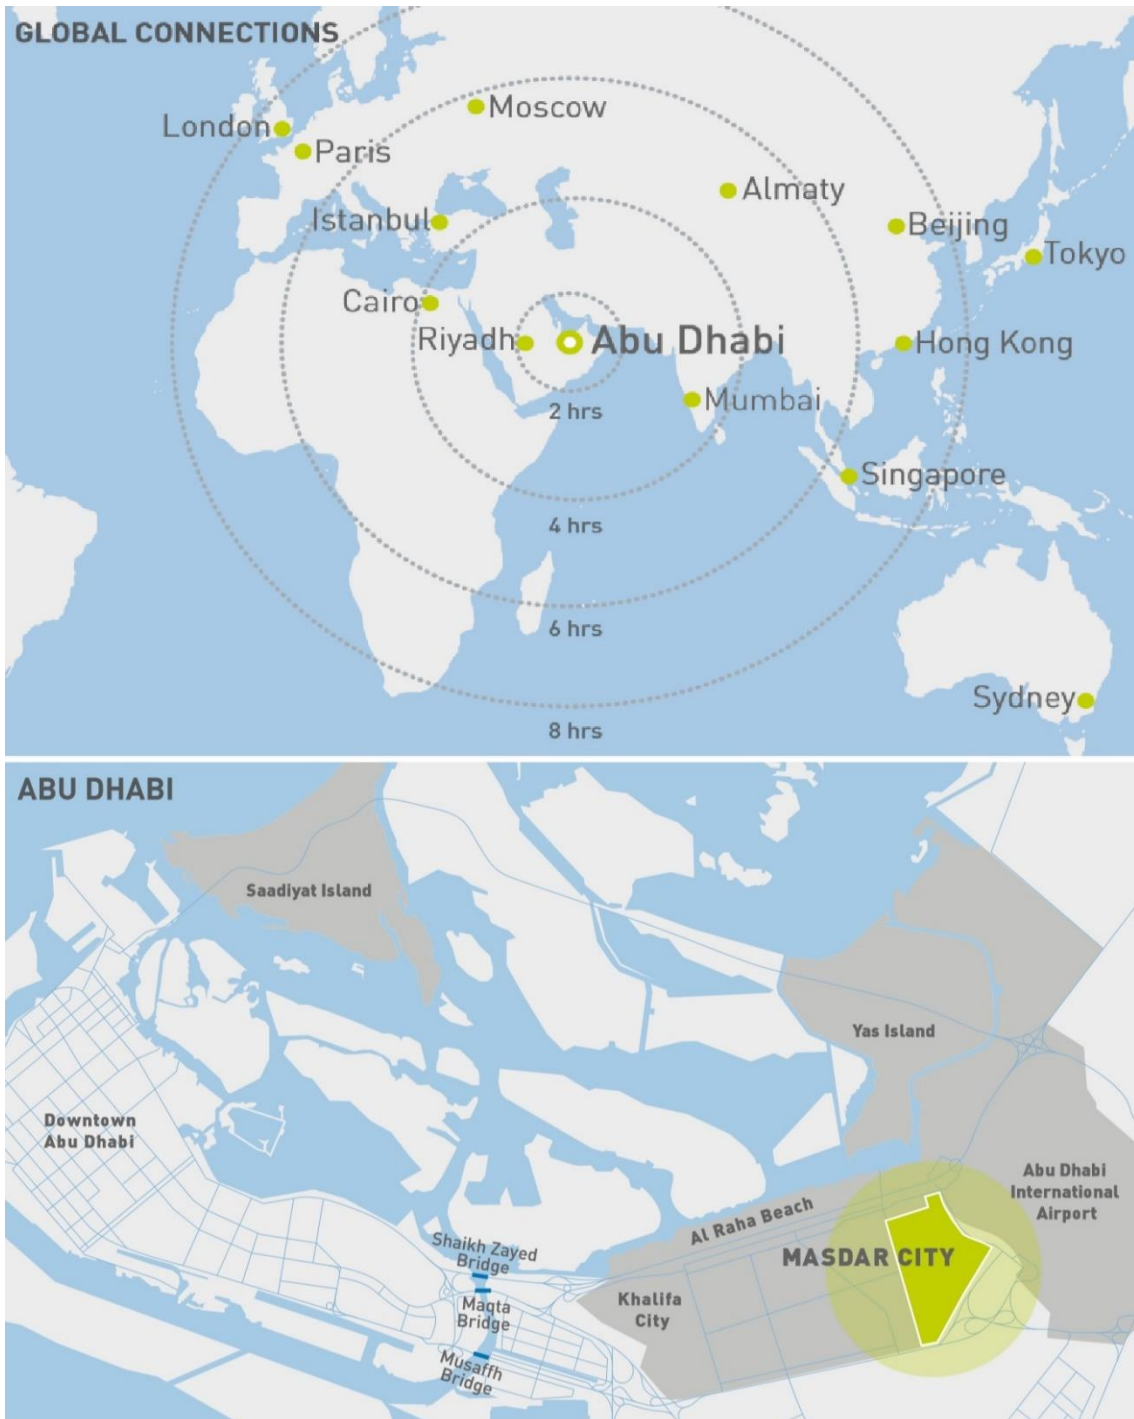 GLOBAL CONNECTIONS
Moscow
London
Paris
Almaty
Istanbul
Beijing
Tokyo
Cairo
Riyadh
Abu Dhabi
Hong Kong
Mumbai
2 hrs
Singapore
4 hrs
6 hrs
Sydney
8 hrs
ABU DHABI
Saadiyat Island
Yas Island
Downtown
Abu Dhabi
Abu Dhabi
International
Airport
Al Raha Beach
Shaikh Zayed
Bridge
MASDAR CITY
Khalifa
City
Maqta
Bridge
Musaffh
Bridge